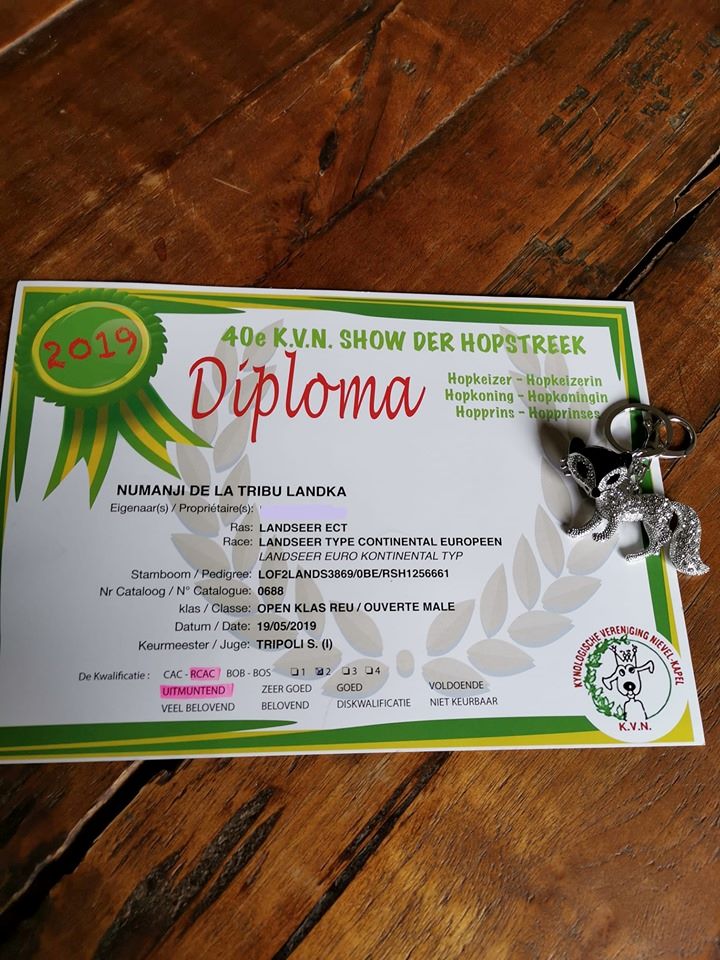 2019
40e K.V.N. SHOW DER HOPSTREEK
Diploma
Hopkeizer - Hopkeizerin
Hopkoning - Hopkoningin
Hopprins - Hopprinses
NUMANJI DE LA TRIBU LANDKA
Eigenaar(s) / Propriétaire(s):
Ras: LANDSEER ECT
Race: LANDSEER TYPE CONTINENTAL EUROPEEN
LANDSEER EURO KONTINENTAL TYP
Stamboom / Pedigree: LOF2LANDS3869/0BE/RSH1256661
Nr Cataloog / N° Catalogue: 0688
klas / Classe: OPEN KLAS REU / OUVERTE MALE
Datum / Date: 19/05/2019
Keurmeester / Juge: TRIPOLI S. (I)
De Kwalificatie : CAC - RCAC BOB - BOS ☐1 ☒2 ☐3 ☐4
UITMUNTEND ZEER GOED GOED VOLDOENDE
VEEL BELOVEND BELOVEND DISKWALIFICATIE NIET KEURBAAR
KYNOLOGISCHE VERENIGING NIEVEL-KAPEL
K.V.N.